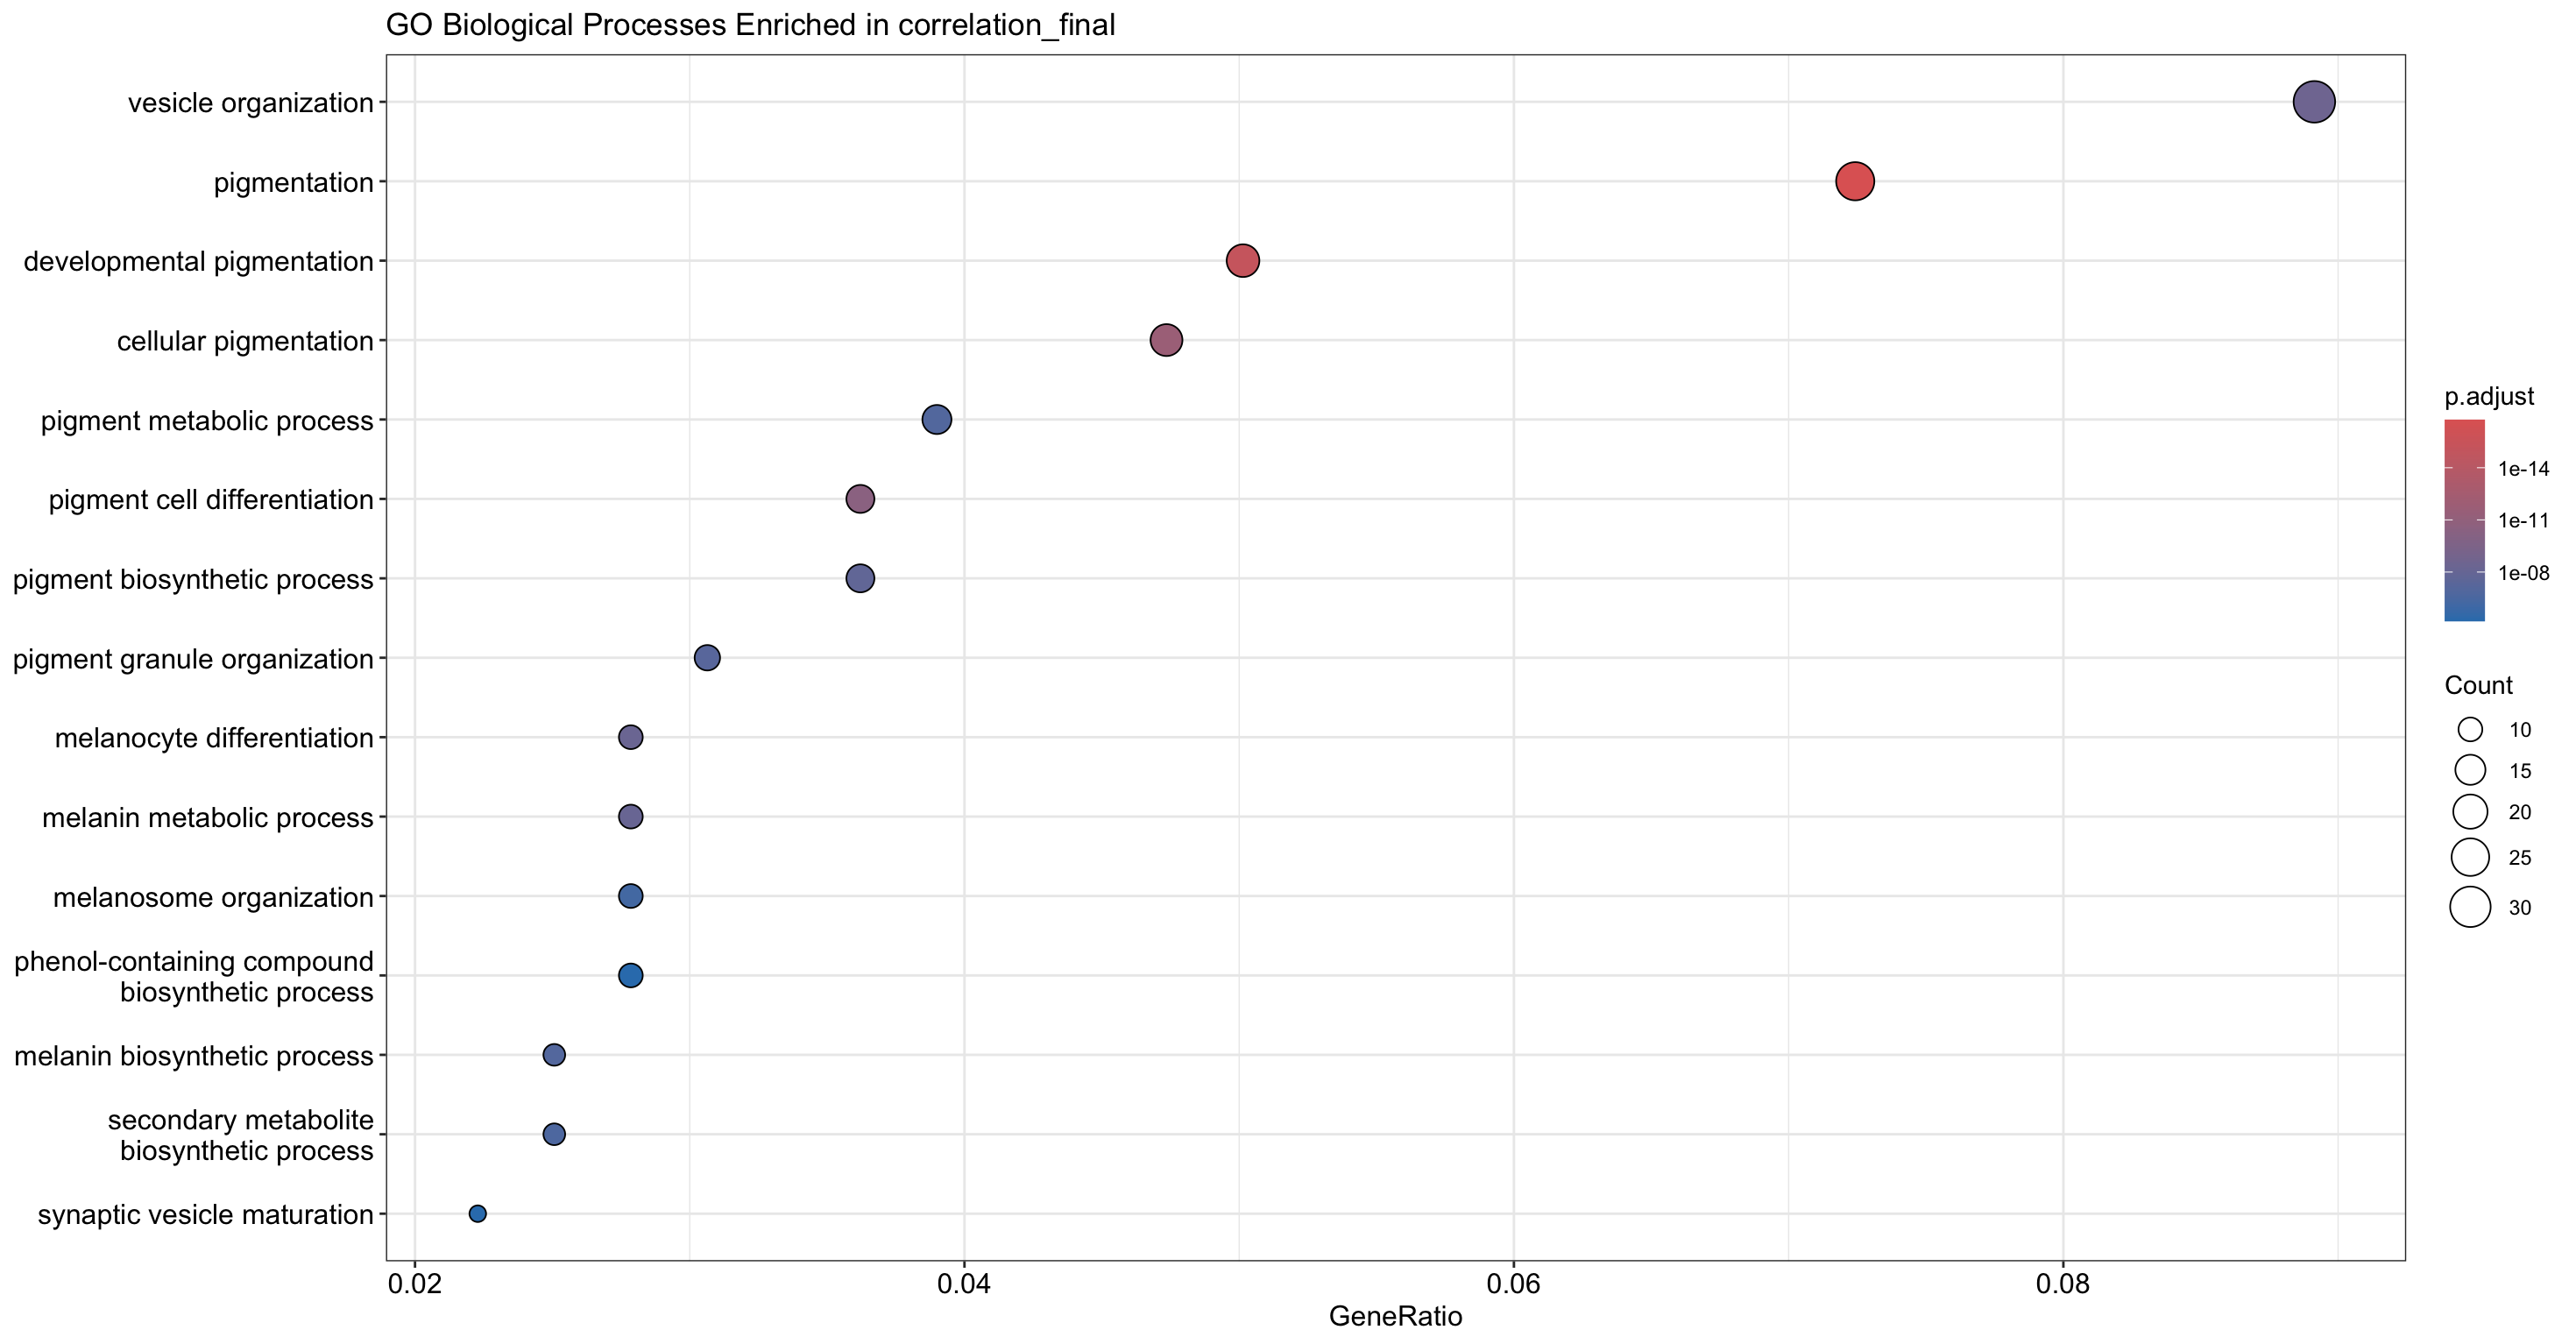 GO Biological Processes Enriched in correlation_final
vesicle organization
pigmentation
developmental pigmentation
cellular pigmentation
pigment metabolic process
pigment cell differentiation
pigment biosynthetic process
pigment granule organization
melanocyte differentiation
melanin metabolic process
melanosome organization
phenol-containing compound
biosynthetic process
melanin biosynthetic process
secondary metabolite
biosynthetic process
synaptic vesicle maturation
0.02
0.04
0.06
0.08
GeneRatio
p.adjust
1e-14
1e-11
1e-08
Count
10
15
20
25
30